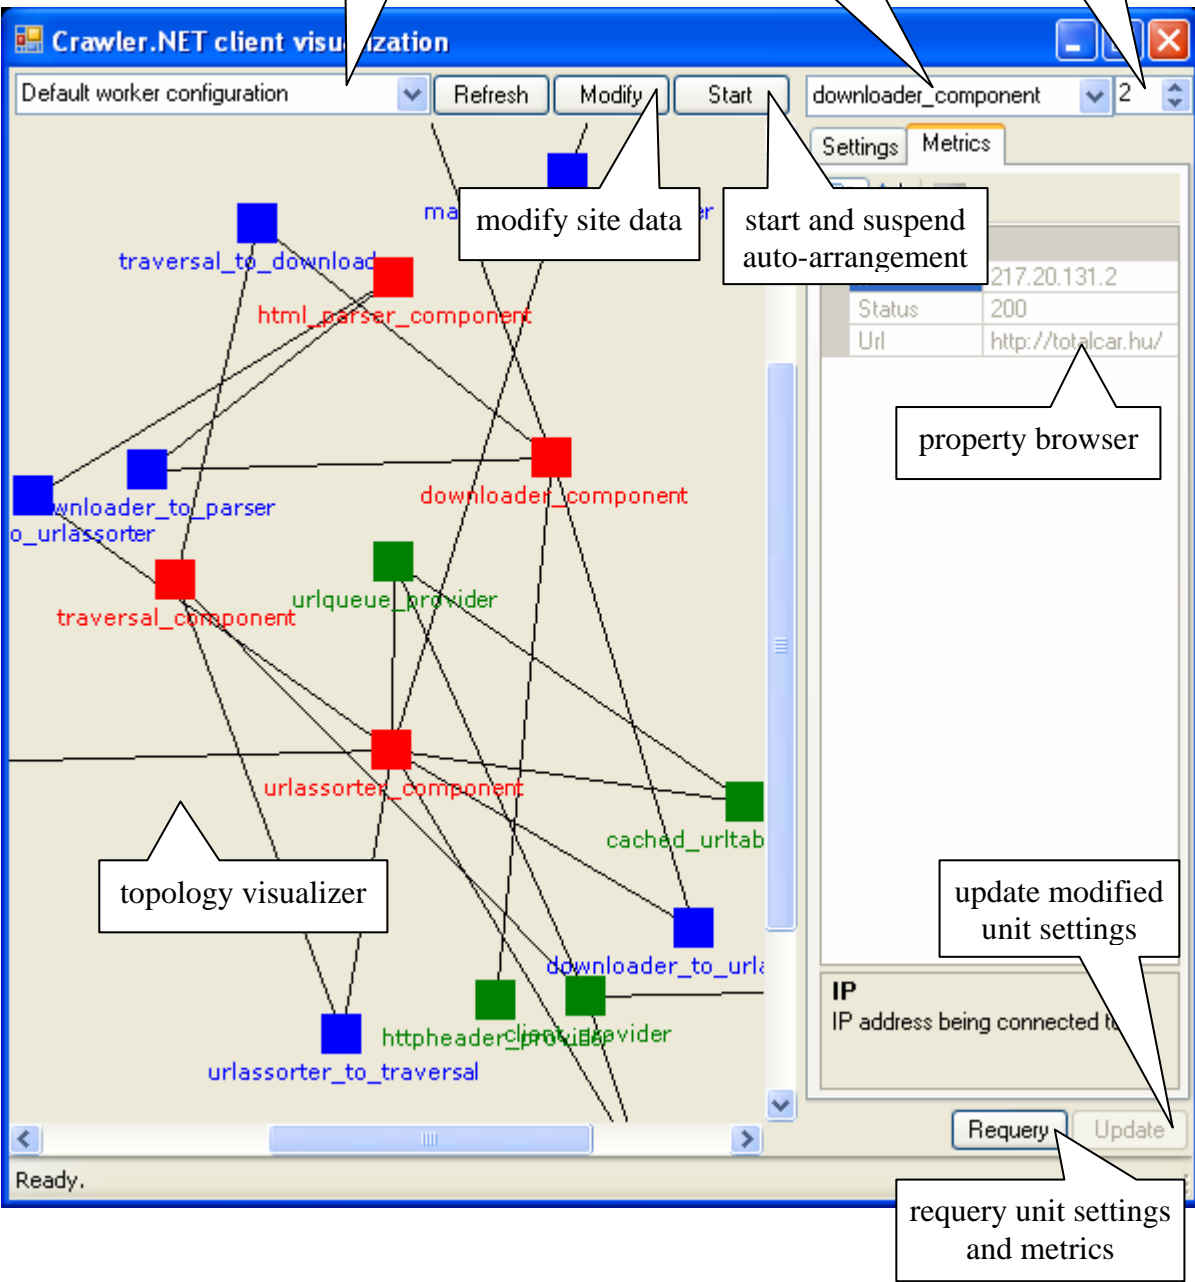 Crawler.NET client visualization
Default worker configuration
Refresh
Modify
Start
downloader_component
2
Settings
Metrics
modify site data
start and suspend
auto-arrangement
traversal_to_download
html_parser_component
217.20.131.2
Status
200
Url
http://totalcar.hu/
property browser
downloader_component
wnloader_to_parser
o_urlassorter
urlqueue_provider
traversal_component
urlassorter_component
cached_urltab
topology visualizer
update modified
unit settings
downloader_to_urla
IP
IP address being connected to
httpheader_provider
client_provider
urlassorter_to_traversal
Requery
Update
Ready.
requery unit settings
and metrics